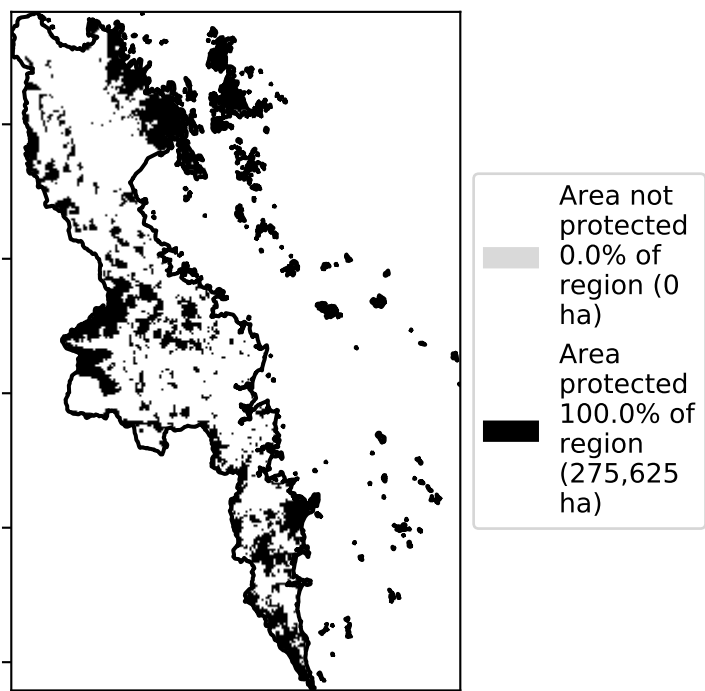 Area not
protected
0.0% of
region (0
ha)
Area
protected
100.0% of
region
(275,625
ha)